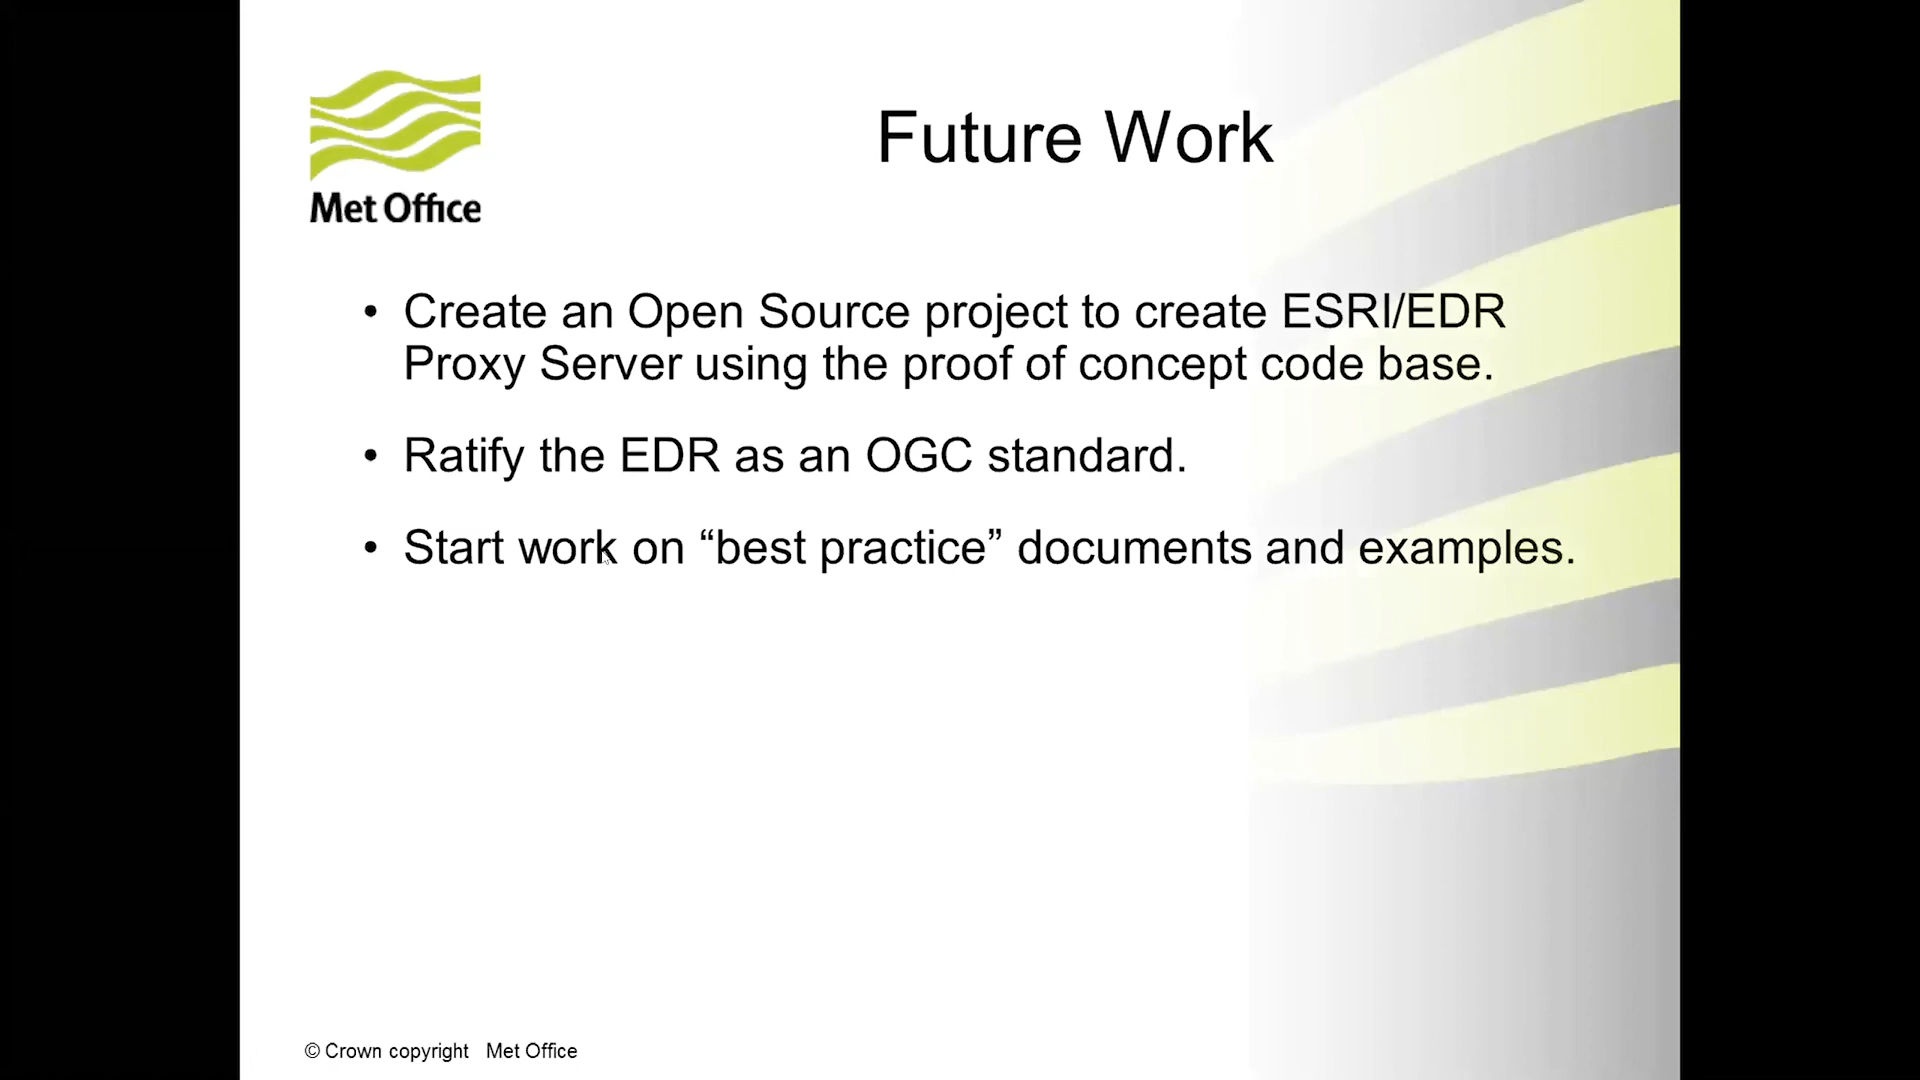 Met Office
Future Work
• Create an Open Source project to create ESRI/EDR
Proxy Server using the proof of concept code base.
• Ratify the EDR as an OGC standard.
• Start work on “best practice” documents and examples.
© Crown copyright Met Office